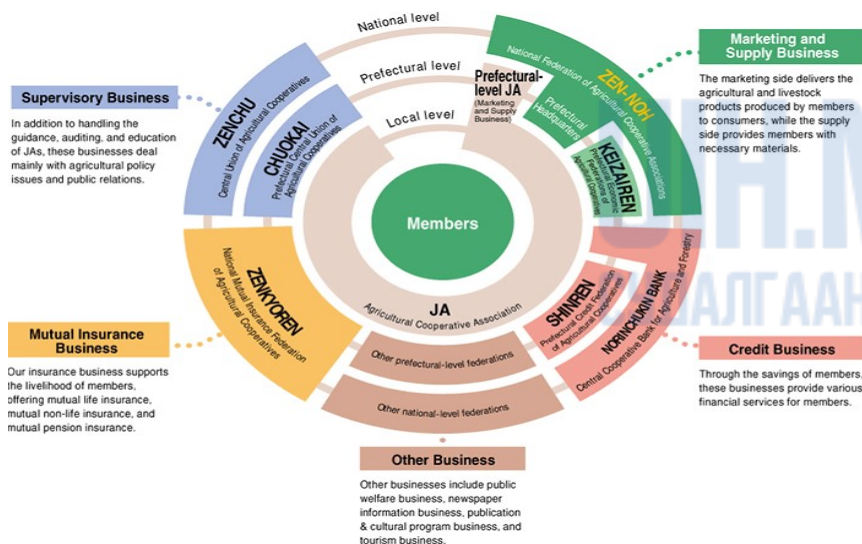 National level
Prefectural level
Local level
Supervisory Business
In addition to handling the
guidance, auditing, and education
of JAs, these businesses deal
mainly with agricultural policy
issues and public relations.
ZENCHU
Central Union of Agricultural Cooperatives
CHUOKAI
Prefectural Central Union of
Agricultural Cooperatives
Prefectural-
level JA
(Marketing and
Supply Business)
ZEN-NOH
National Federation of Agricultural Cooperative Associations
Prefectural
Headquarters
KEIZAIREN
Prefectural Economic
Federations of
Agricultural Cooperatives
Marketing and
Supply Business
The marketing side delivers the
agricultural and livestock
products produced by members
to consumers, while the supply
side provides members with
necessary materials.
Members
JA
Agricultural Cooperative Association
ZENKYOREN
National Mutual Insurance Federation
of Agricultural Cooperatives
Mutual Insurance
Business
Our insurance business supports
the livelihood of members,
offering mutual life insurance,
mutual non-life insurance, and
mutual pension insurance.
SHINREN
Prefectural Credit Federation
of Agricultural Cooperatives
NORINCHUKIN BANK
Central Cooperative Bank for Agriculture and Forestry
Credit Business
Through the savings of members,
these businesses provide various
financial services for members.
Other prefectural-level federations
Other national-level federations
Other Business
Other businesses include public
welfare business, newspaper
information business, publication
& cultural program business, and
tourism business.